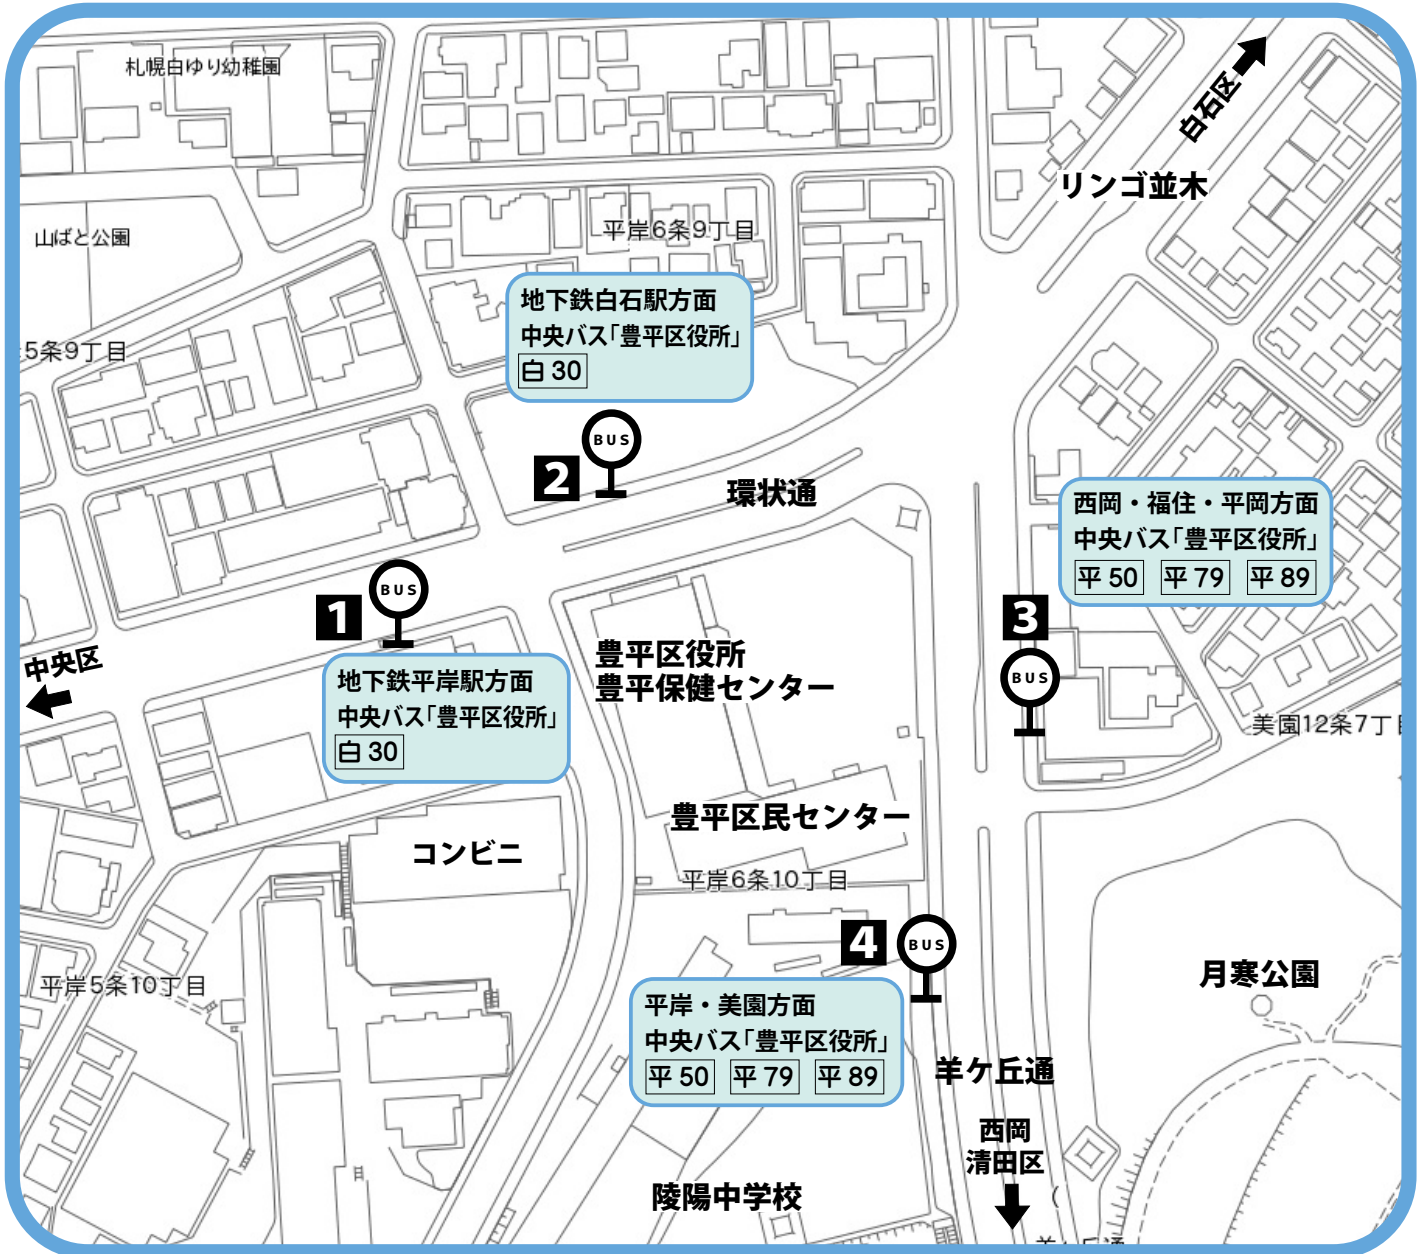 札幌白ゆり幼稚園
白石区
リンゴ並木
山ばと公園
平岸6条9丁目
5条9丁目
地下鉄白石駅方面
中央バス「豊平区役所」
白 30
BUS
2
環状通
西岡・福住・平岡方面
中央バス「豊平区役所」
平 50 平 79 平 89
BUS
1
3
BUS
中央区
地下鉄平岸駅方面
中央バス「豊平区役所」
白 30
豊平区役所
豊平保健センター
美園12条7丁目
豊平区民センター
コンビニ
平岸6条10丁目
4
BUS
平岸5条10丁目
月寒公園
平岸・美園方面
中央バス「豊平区役所」
平 50 平 79 平 89
羊ケ丘通
西岡
清田区
陵陽中学校